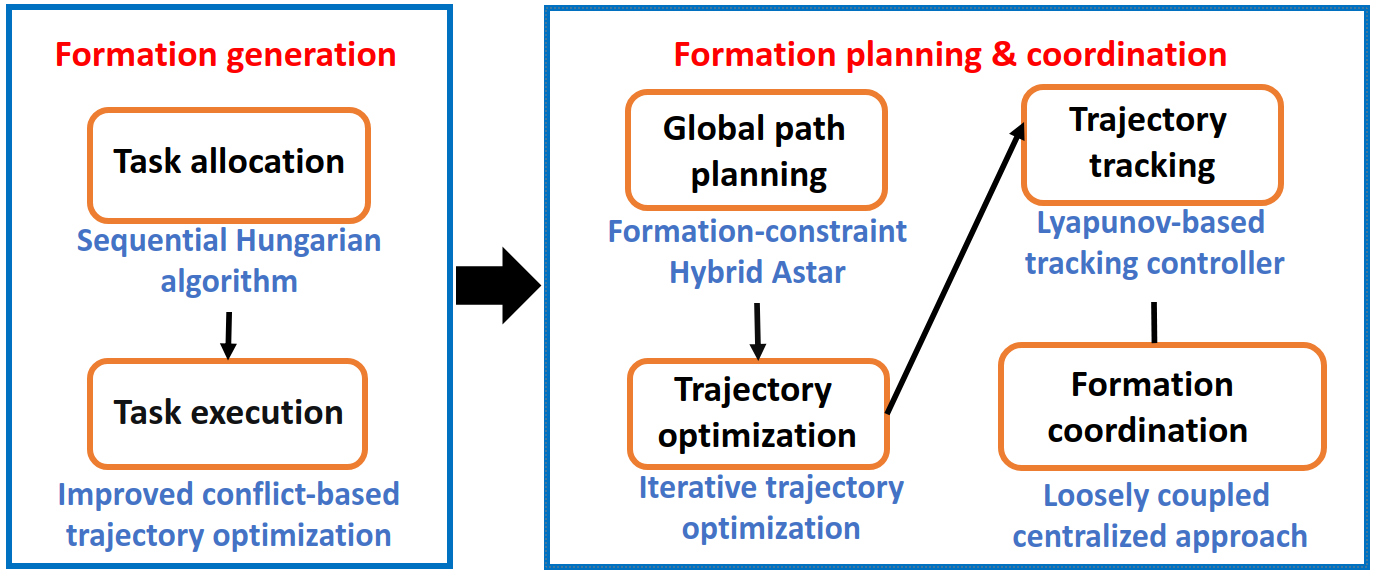 Formation generation
Task allocation
Sequential Hungarian
algorithm
Task execution
Improved conflict-based
trajectory optimization
Formation planning & coordination
Global path
planning
Formation-constraint
Hybrid Astar
Trajectory
optimization
Iterative trajectory
optimization
Trajectory
tracking
Lyapunov-based
tracking controller
Formation
coordination
Loosely coupled
centralized approach